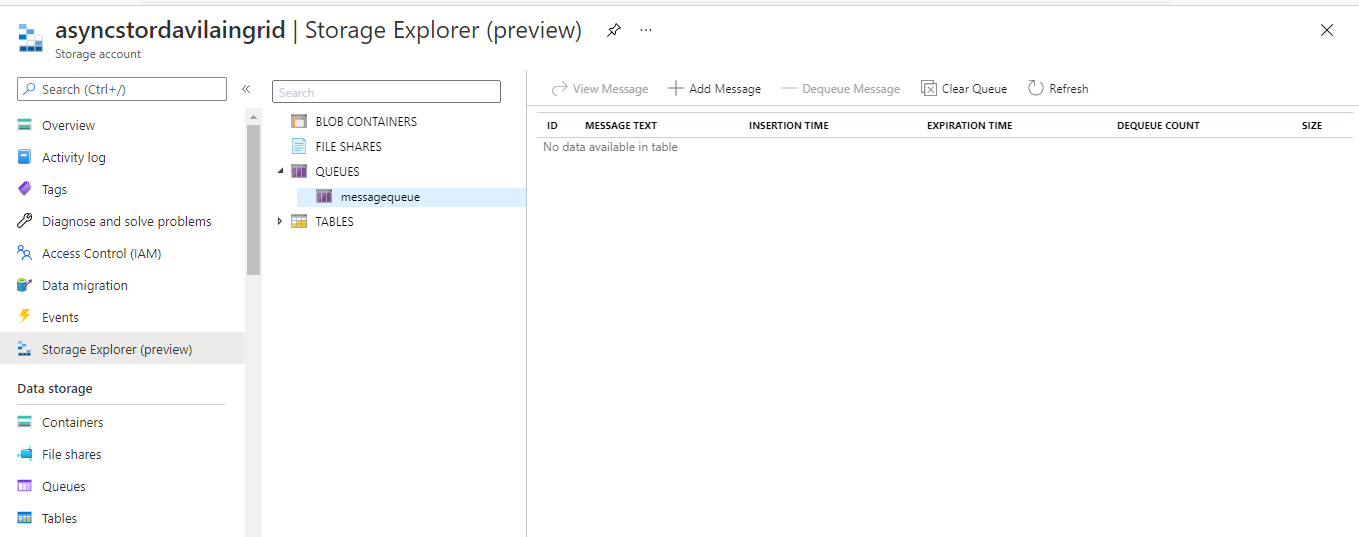 asyncstordavilaingrid | Storage Explorer (preview) ...
Storage account
Search (Ctrl+/)
«
Overview
Activity log
Tags
Diagnose and solve problems
Access Control (IAM)
Data migration
Events
Storage Explorer (preview)
Data storage
Containers
File shares
Queues
Tables
Search
BLOB CONTAINERS
FILE SHARES
QUEUES
messagequeue
TABLES
View Message Add Message Dequeue Message Clear Queue Refresh
ID MESSAGE TEXT INSERTION TIME EXPIRATION TIME DEQUEUE COUNT SIZE
No data available in table